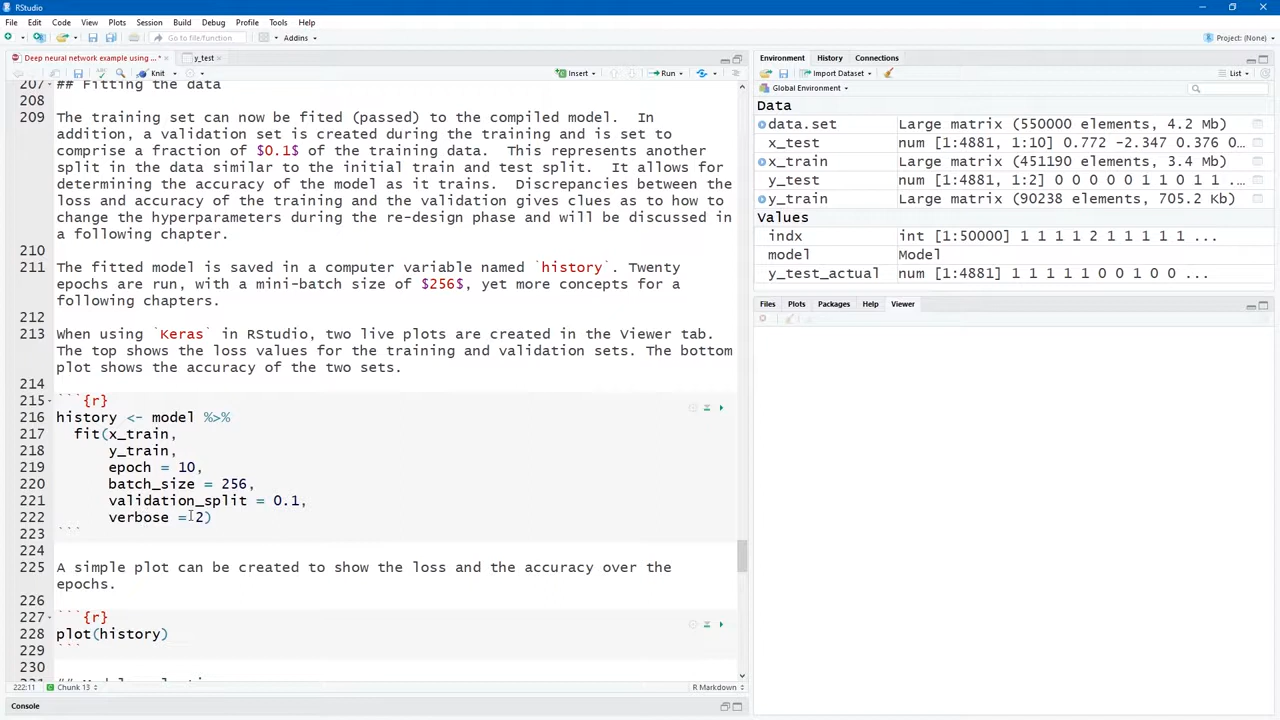 RStudio
File Edit Code View Plots Session Build Debug Profile Tools Help
Go to file/function Addins Project: (None)
Deep neural network example using ...* y_test
Knit Insert Run
207 ## Fitting the data
208
209 The training set can now be fited (passed) to the compiled model.  In
addition, a validation set is created during the training and is set to
comprise a fraction of $0.1$ of the training data.  This represents another
split in the data similar to the initial train and test split.  It allows for
determining the accuracy of the model as it trains.  Discrepancies between the
loss and accuracy of the training and the validation gives clues as to how to
change the hyperparameters during the re-design phase and will be discussed in
a following chapter.
210
211 The fitted model is saved in a computer variable named `history`. Twenty
epochs are run, with a mini-batch size of $256$, yet more concepts for a
following chapters.
212
213 When using `Keras` in RStudio, two live plots are created in the Viewer tab.
The top shows the loss values for the training and validation sets. The bottom
plot shows the accuracy of the two sets.
214
215 ```{r}
216 history <- model %>%
217 fit(x_train,
218 y_train,
219 epoch = 10,
220 batch_size = 256,
221 validation_split = 0.1,
222 verbose = 2)
223 ```
224
225 A simple plot can be created to show the loss and the accuracy over the
epochs.
226
227 ```{r}
228 plot(history)
229 ```
230
222:11 Chunk 13 R Markdown
Console
Environment History Connections
Import Dataset List
Global Environment
Data
data.set Large matrix (550000 elements, 4.2 Mb)
x_test num [1:4881, 1:10] 0.772 -2.347 0.376 0...
x_train Large matrix (451190 elements, 3.4 Mb)
y_test num [1:4881, 1:2] 0 0 0 0 0 1 1 0 1 1 ...
y_train Large matrix (90238 elements, 705.2 Kb)
Values
indx int [1:50000] 1 1 1 1 2 1 1 1 1 1 ...
model Model
y_test_actual num [1:4881] 1 1 1 1 1 0 0 1 0 0 ...
Files Plots Packages Help Viewer